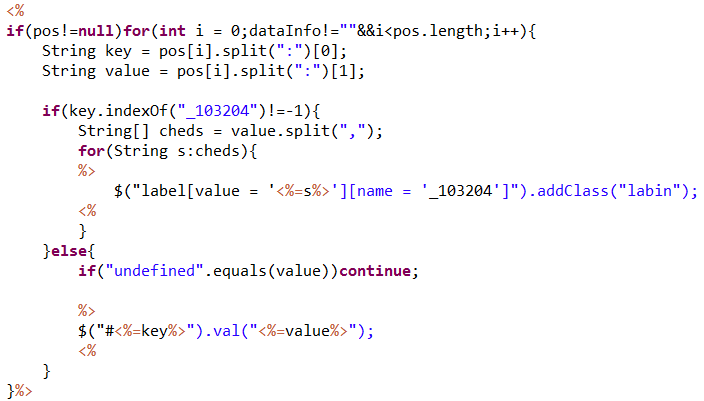 <%
if(pos!=null)for(int i = 0;dataInfo!=""&&i<pos.length;i++){
    String key = pos[i].split(":")[0];
    String value = pos[i].split(":")[1];

    if(key.indexOf("_103204")!=-1){
        String[] cheds = value.split(",");
        for(String s:cheds){
        %>
            $("label[value = '<%=s%>'][name = '_103204']").addClass("labin");
        <%
        }
    }else{
        if("undefined".equals(value))continue;

        %>
        $("#<%=key%>").val("<%=value%>");
        <%
    }
}%>